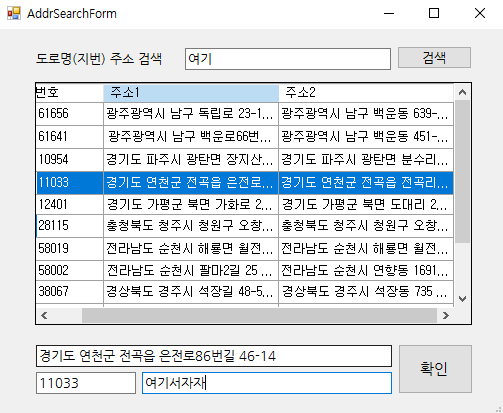 AddrSearchForm
도로명(지번) 주소 검색 여기 검색
번호 주소1 주소2
61656 광주광역시 남구 독립로 23-1... 광주광역시 남구 백운동 639-...
61641 광주광역시 남구 백운로66번... 광주광역시 남구 백운동 451-...
10954 경기도 파주시 광탄면 장지산... 경기도 파주시 광탄면 분수리...
11033 경기도 연천군 전곡읍 은전로... 경기도 연천군 전곡읍 전곡리...
12401 경기도 가평군 북면 가화로 2... 경기도 가평군 북면 도대리 2...
28115 충청북도 청주시 청원구 오창... 충청북도 청주시 청원구 오창...
58019 전라남도 순천시 해룡면 월전... 전라남도 순천시 해룡면 월전...
58002 전라남도 순천시 팔마2길 25 ... 전라남도 순천시 연향동 1691...
38067 경상북도 경주시 석장길 48-5... 경상북도 경주시 석장동 735 ...
경기도 연천군 전곡읍 은전로86번길 46-14
11033 여기서자자
확인